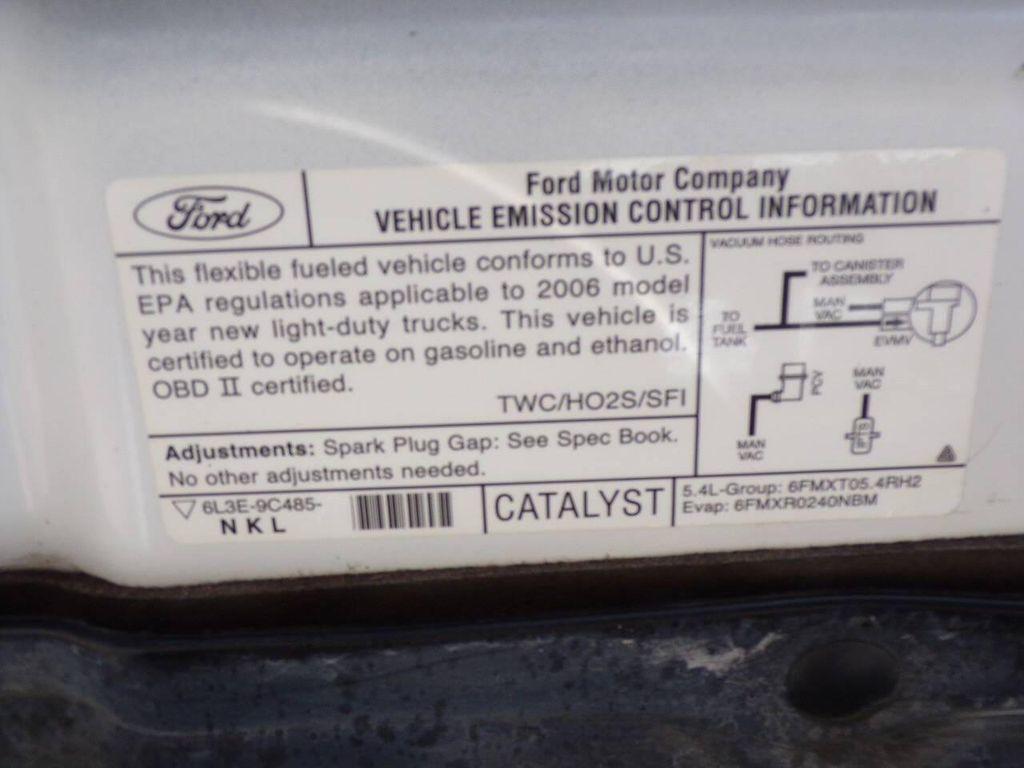 Ford
Ford Motor Company
VEHICLE EMISSION CONTROL INFORMATION
This flexible fueled vehicle conforms to U.S.
EPA regulations applicable to 2006 model
year new light-duty trucks. This vehicle is
certified to operate on gasoline and ethanol.
OBD II certified.
TWC/HO2S/SFI
Adjustments: Spark Plug Gap: See Spec Book.
No other adjustments needed.
6L3E-9C485-
N K L
CATALYST
VACUUM HOSE ROUTING
TO CANISTER
ASSEMBLY
MAN
VAC
TO
FUEL
TANK
EVMV
PCV
MAN
VAC
MAN
VAC
5.4L-Group: 6FMXT05.4RH2
Evap: 6FMXR0240NBM